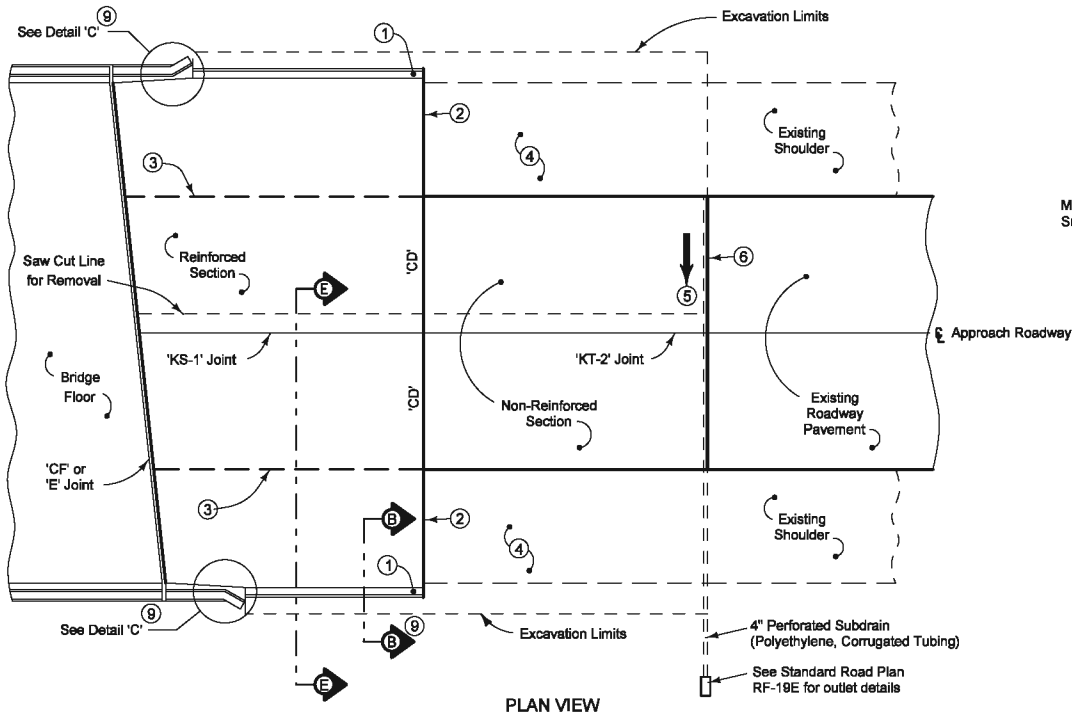 9
See Detail 'C'
Excavation Limits
1
2
3
4
Existing
Shoulder
M
Reinforced
Section
Saw Cut Line
for Removal
E
'CD'
5
6
'KS-1' Joint
'KT-2' Joint
℄ Approach Roadway
Bridge
Floor
'CD'
Non-Reinforced
Section
Existing
Roadway
Pavement
'CF' or
'E' Joint
3
B
2
4
Existing
Shoulder
1
9
See Detail 'C'
B
9
Excavation Limits
4" Perforated Subdrain
(Polyethylene, Corrugated Tubing)
E
See Standard Road Plan
RF-19E for outlet details
PLAN VIEW